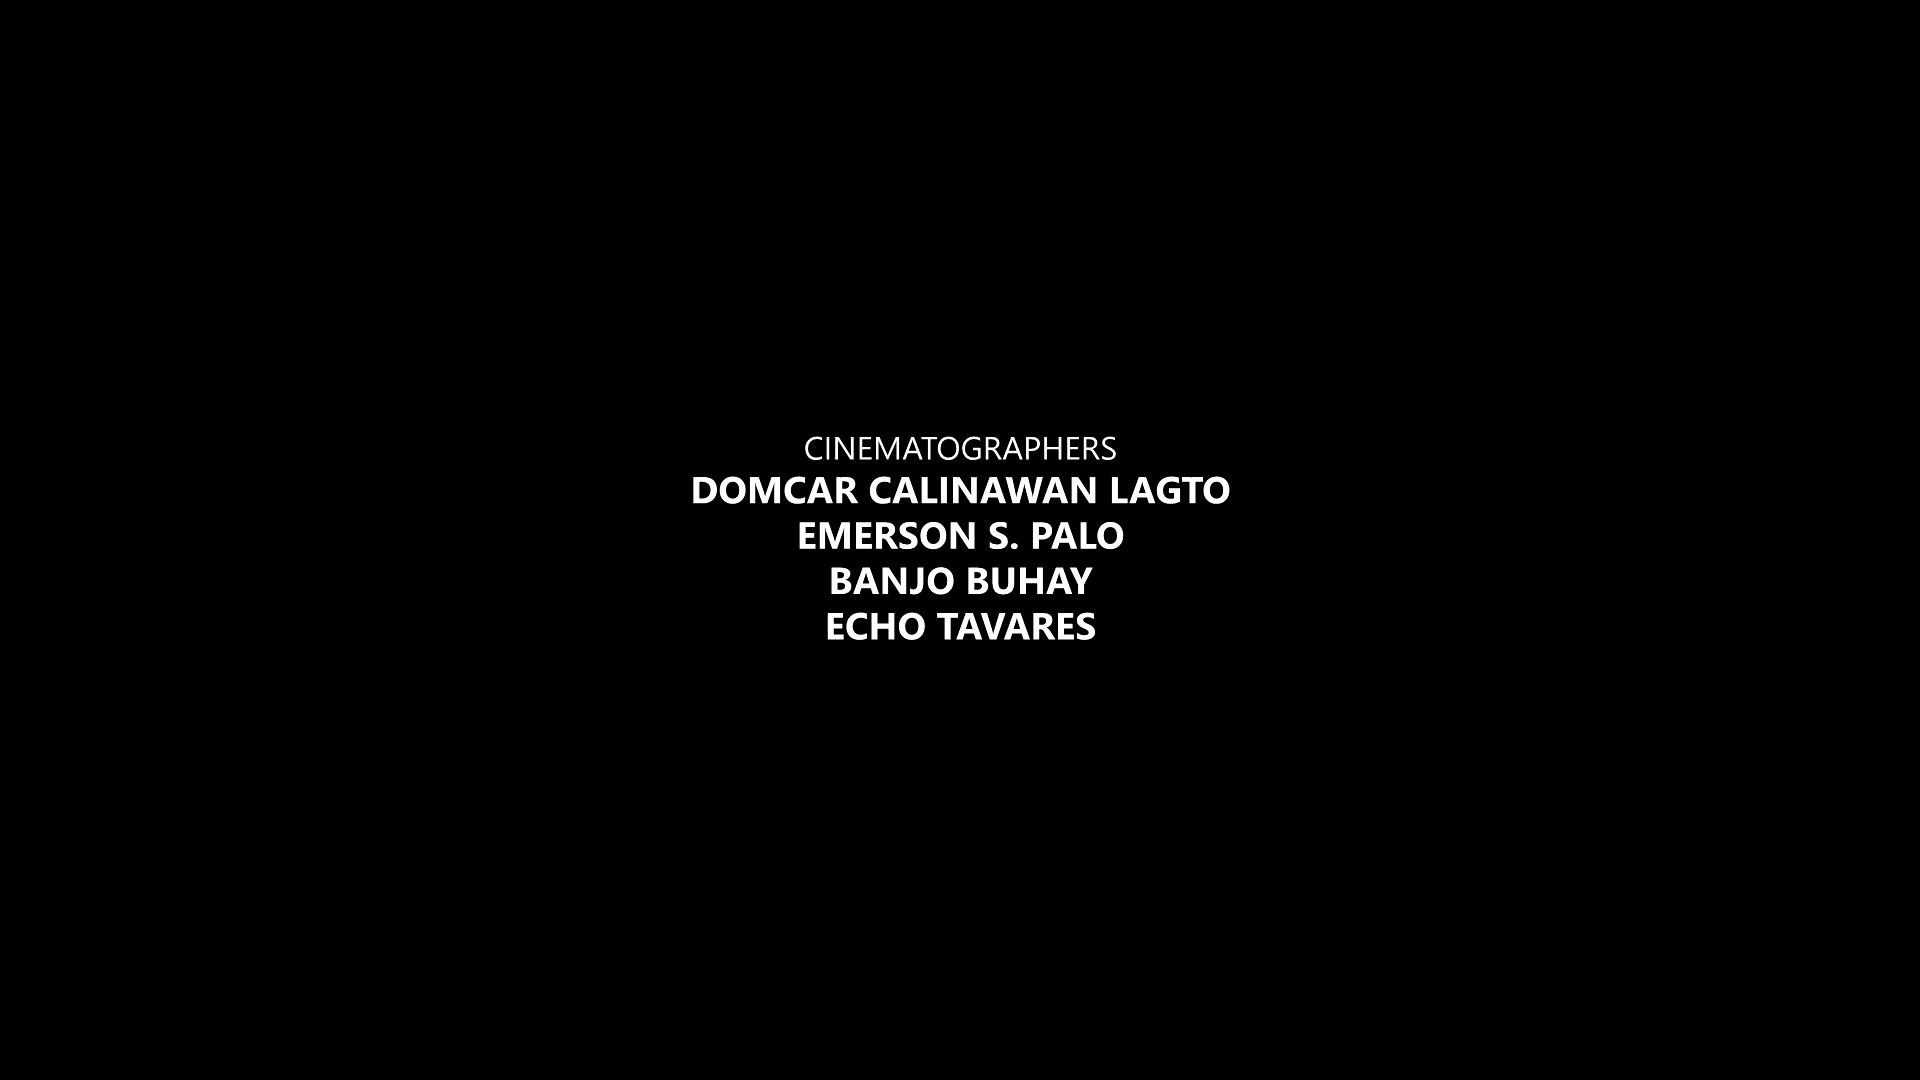 CINEMATOGRAPHERS
DOMCAR CALINAWAN LAGTO
EMERSON S. PALO
BANJO BUHAY
ECHO TAVARES